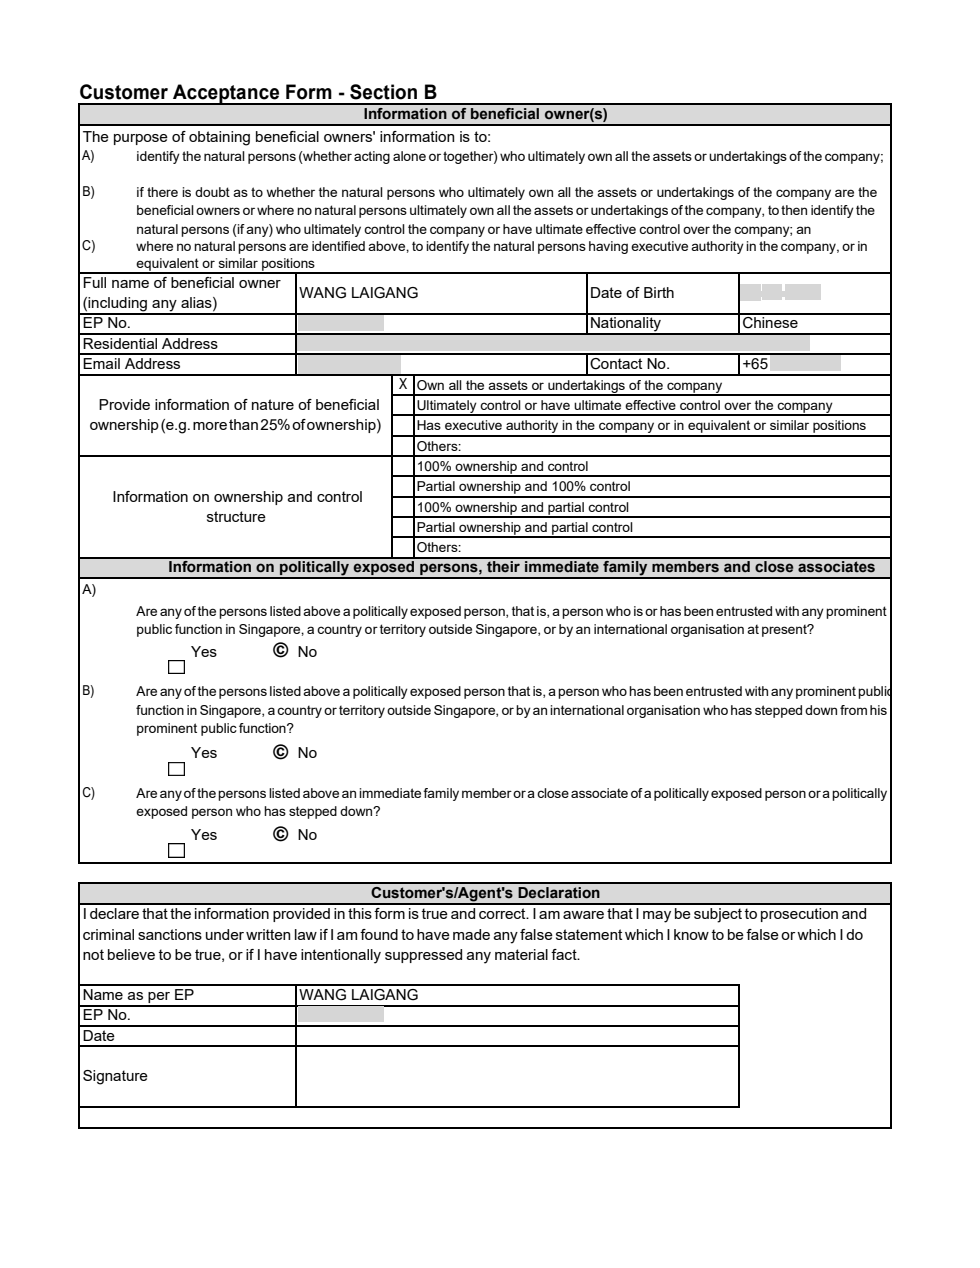 Customer Acceptance Form - Section B
Information of beneficial owner(s)
The purpose of obtaining beneficial owners' information is to:
A) identify the natural persons (whether acting alone or together) who ultimately own all the assets or undertakings of the company;
B) if there is doubt as to whether the natural persons who ultimately own all the assets or undertakings of the company are the
beneficial owners or where no natural persons ultimately own all the assets or undertakings of the company, to then identify the
natural persons (if any) who ultimately control the company or have ultimate effective control over the company; an
C) where no natural persons are identified above, to identify the natural persons having executive authority in the company, or in
equivalent or similar positions
Full name of beneficial owner
(including any alias)
WANG LAIGANG
Date of Birth
EP No.
Nationality
Chinese
Residential Address
Email Address
Contact No.
+65
Provide information of nature of beneficial
ownership (e.g. more than 25% of ownership)
X Own all the assets or undertakings of the company
Ultimately control or have ultimate effective control over the company
Has executive authority in the company or in equivalent or similar positions
Others:
Information on ownership and control
structure
100% ownership and control
Partial ownership and 100% control
100% ownership and partial control
Partial ownership and partial control
Others:
Information on politically exposed persons, their immediate family members and close associates
A)
Are any of the persons listed above a politically exposed person, that is, a person who is or has been entrusted with any prominent
public function in Singapore, a country or territory outside Singapore, or by an international organisation at present?
Yes © No
B) Are any of the persons listed above a politically exposed person that is, a person who has been entrusted with any prominent public
function in Singapore, a country or territory outside Singapore, or by an international organisation who has stepped down from his
prominent public function?
Yes © No
C) Are any of the persons listed above an immediate family member or a close associate of a politically exposed person or a politically
exposed person who has stepped down?
Yes © No
Customer's/Agent's Declaration
I declare that the information provided in this form is true and correct. I am aware that I may be subject to prosecution and
criminal sanctions under written law if I am found to have made any false statement which I know to be false or which I do
not believe to be true, or if I have intentionally suppressed any material fact.
Name as per EP
WANG LAIGANG
EP No.
Date
Signature